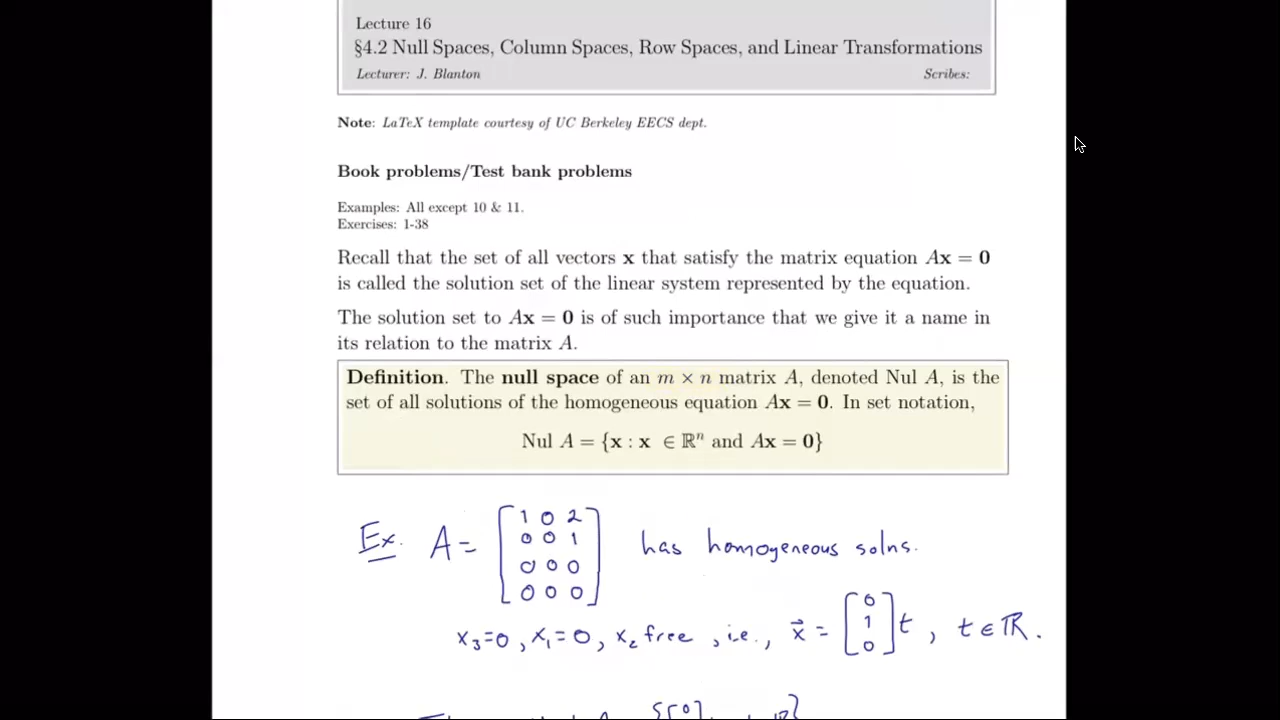 Lecture 16
§4.2 Null Spaces, Column Spaces, Row Spaces, and Linear Transformations
Lecturer: J. Blanton Scribes:
Note: LaTeX template courtesy of UC Berkeley EECS dept.
Book problems/Test bank problems
Examples: All except 10 & 11.
Exercises: 1-38
Recall that the set of all vectors x that satisfy the matrix equation Ax = 0
is called the solution set of the linear system represented by the equation.
The solution set to Ax = 0 is of such importance that we give it a name in
its relation to the matrix A.
Definition. The null space of an m × n matrix A, denoted Nul A, is the
set of all solutions of the homogeneous equation Ax = 0. In set notation,
Nul A = {x : x ∈ ℝⁿ and Ax = 0}
Ex. A = [1 0 2
0 0 1
0 0 0
0 0 0] has homogeneous solns.
x₃=0, x₁=0, x₂ free, i.e., x⃗ = [0 1 0] t, t ∈ ℝ.